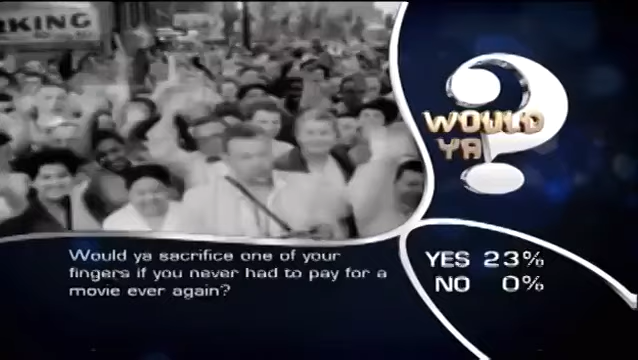 RKING
WOULD
YA
?
Would ya sacrifice one of your
fingers if you never had to pay for a
movie ever again?
YES 23%
NO 0%